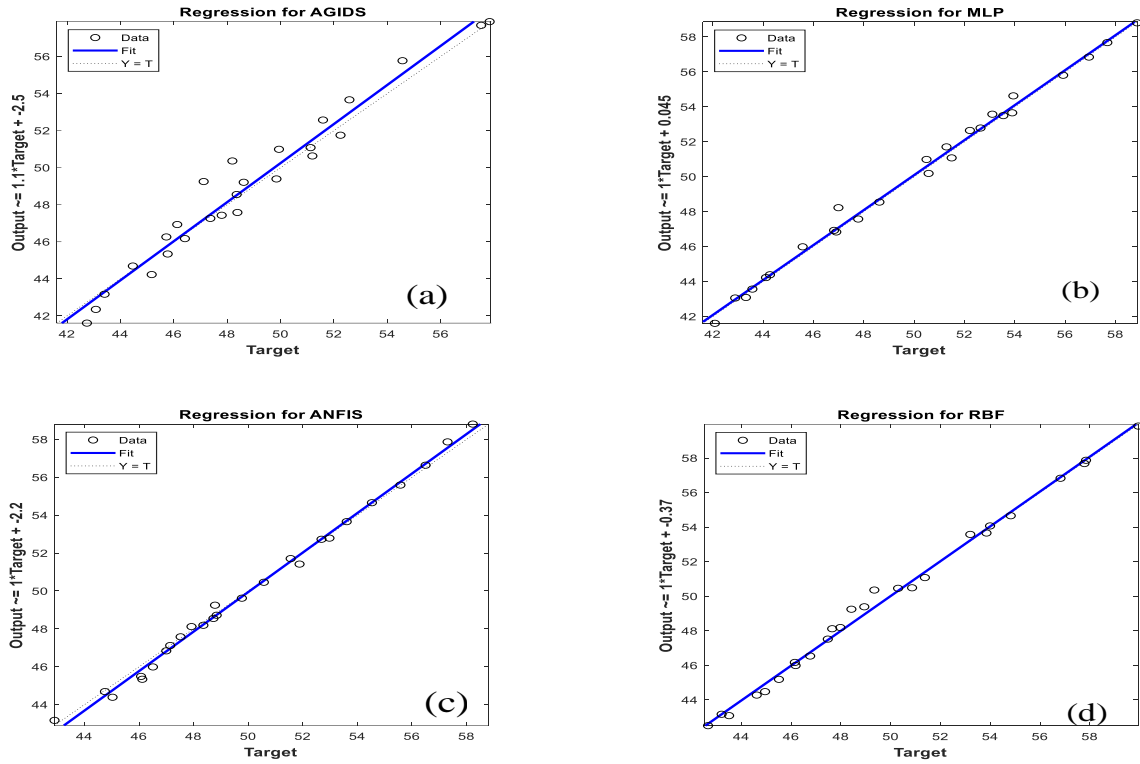 Regression for AGIDS
Data
Fit
Y = T
Output ~= 1.1*Target + -2.5
56
54
52
50
48
46
44
42
(a)
42 44 46 48 50 52 54 56
Target
Regression for MLP
Data
Fit
Y = T
Output ~= 1*Target + 0.045
58
56
54
52
50
48
46
44
42
(b)
42 44 46 48 50 52 54 56 58
Target
Regression for ANFIS
Data
Fit
Y = T
Output ~= 1*Target + -2.2
58
56
54
52
50
48
46
44
(c)
44 46 48 50 52 54 56 58
Target
Regression for RBF
Data
Fit
Y = T
Output ~= 1*Target + -0.37
58
56
54
52
50
48
46
44
(d)
44 46 48 50 52 54 56 58
Target